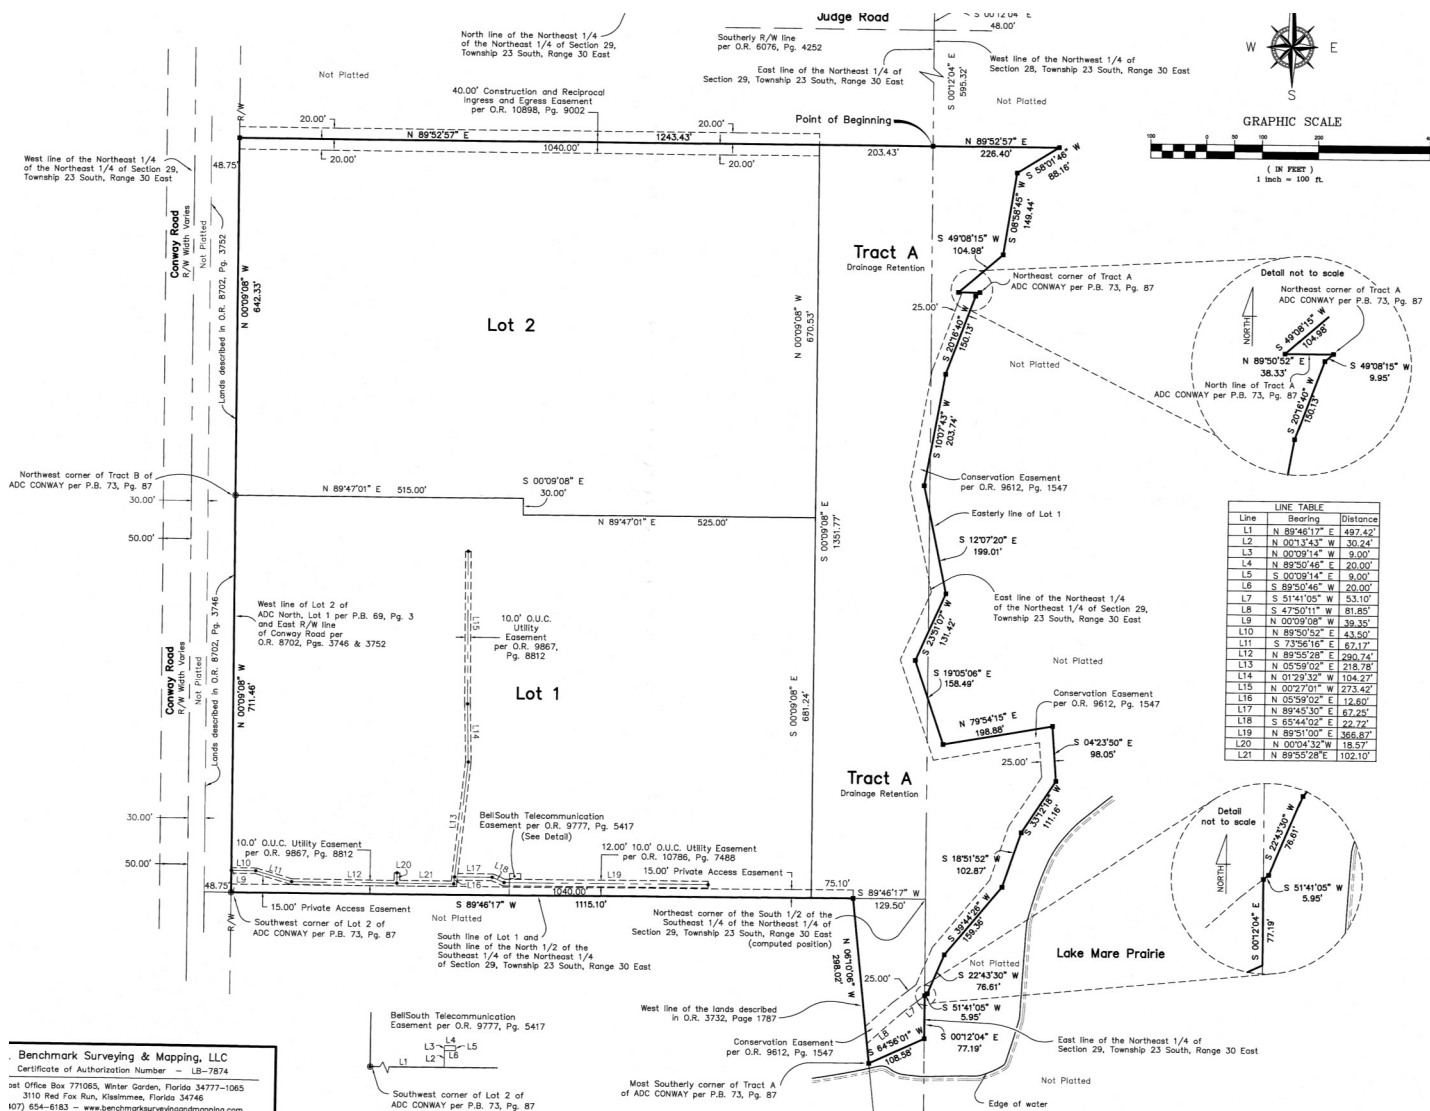 Judge Road
S 00°12'04" E
48.00'
North line of the Northeast 1/4
of the Northeast 1/4 of Section 29,
Township 23 South, Range 30 East
Southerly R/W line
per O.R. 6076, Pg. 4252
West line of the Northwest 1/4 of
Section 28, Township 23 South, Range 30 East
East line of the Northeast 1/4 of
Section 29, Township 23 South, Range 30 East
S 00°12'04" E
595.32'
W
E
S
Not Platted
Not Platted
40.00' Construction and Reciprocal
Ingress and Egress Easement
per O.R. 10898, Pg. 9002
R/W
20.00'
20.00'
Point of Beginning
GRAPHIC SCALE
100
0
50
100
200
( IN FEET )
1 inch = 100 ft.
N 89°52'57" E
1243.43'
1040.00'
20.00'
20.00'
203.43'
N 89°52'57" E
226.40'
West line of the Northeast 1/4
of the Northeast 1/4 of Section 29,
Township 23 South, Range 30 East
48.75'
S 58°01'46" W
88.16'
S 08°58'45" W
149.44'
S 49°08'15" W
104.98'
Conway Road
R/W Width Varies
Not Platted
Lands described in O.R. 8702, Pg. 3752
N 00°09'08" W
642.33'
Tract A
Drainage Retention
Northeast corner of Tract A
ADC CONWAY per P.B. 73, Pg. 87
25.00'
Lot 2
N 00°09'08" W
670.53'
S 20°16'40" W
150.13'
Not Platted
Detail not to scale
Northeast corner of Tract A
ADC CONWAY per P.B. 73, Pg. 87
NORTH
S 49°08'15" W
104.98'
N 89°50'52" E
38.33'
S 49°08'15" W
9.95'
North line of Tract A
ADC CONWAY per P.B. 73, Pg. 87
S 20°16'40" W
150.13'
S 10°07'43" W
203.74'
Northwest corner of Tract B of
ADC CONWAY per P.B. 73, Pg. 87
30.00'
50.00'
N 89°47'01" E
515.00'
S 00°09'08" E
30.00'
N 89°47'01" E
525.00'
S 00°09'08" E
1351.77'
Conservation Easement
per O.R. 9612, Pg. 1547
Easterly line of Lot 1
S 12°07'20" E
199.01'
LINE TABLE
Line Bearing Distance
L1 N 89°46'17" E 497.42'
L2 N 00°13'43" W 30.24'
L3 N 00°09'14" W 9.00'
L4 N 89°50'46" E 20.00'
L5 S 00°09'14" E 9.00'
L6 S 89°50'46" W 20.00'
L7 S 51°41'05" W 53.10'
L8 S 47°50'11" W 81.85'
L9 N 00°09'08" W 39.35'
L10 N 89°50'52" E 43.50'
L11 S 73°56'16" E 67.17'
L12 N 89°55'28" E 290.74'
L13 N 05°59'02" E 218.78'
L14 N 01°29'32" W 104.27'
L15 N 00°27'01" W 273.42'
L16 N 05°59'02" E 12.60'
L17 N 89°45'30" E 67.25'
L18 S 65°44'02" E 22.72'
L19 N 89°51'00" E 366.87'
L20 N 00°04'32"W 18.57'
L21 N 89°55'28"E 102.10'
West line of Lot 2 of
ADC North, Lot 1 per P.B. 69, Pg. 3
and East R/W line
of Conway Road per
O.R. 8702, Pgs. 3746 & 3752
L15
10.0' O.U.C.
Utility
Easement
per O.R. 9867,
Pg. 8812
East line of the Northeast 1/4
of the Northeast 1/4 of Section 29,
Township 23 South, Range 30 East
S 23°51'07" W
131.42'
S 19°05'06" E
158.49'
Not Platted
Conway Road
R/W Width Varies
Not Platted
Lands described in O.R. 8702, Pg. 3746
N 00°09'08" W
711.46'
Lot 1
L14
S 00°09'08" E
681.24'
N 79°54'15" E
198.88'
Conservation Easement
per O.R. 9612, Pg. 1547
S 04°23'50" E
98.05'
25.00'
Tract A
Drainage Retention
S 33°12'18" W
111.16'
30.00'
50.00'
L13
BellSouth Telecommunication
Easement per O.R. 9777, Pg. 5417
(See Detail)
10.0' O.U.C. Utility Easement
per O.R. 9867, Pg. 8812
12.00' 10.0' O.U.C. Utility Easement
per O.R. 10786, Pg. 7488
15.00' Private Access Easement
S 18°51'52" W
102.87'
Detail
not to scale
NORTH
S 22°43'30" W
76.61'
S 51°41'05" W
5.95'
S 00°12'04" E
77.19'
L10
L11
L9
L12
L20
L21
L17
L18
L16
L19
48.75'
R/W
1040.00'
S 89°46'17" W
1115.10'
75.10'
S 89°46'17" W
129.50'
15.00' Private Access Easement
Southwest corner of Lot 2 of
ADC CONWAY per P.B. 73, Pg. 87
Not Platted
South line of Lot 1 and
South line of the North 1/2 of the
Southeast 1/4 of the Northeast 1/4
of Section 29, Township 23 South, Range 30 East
Northeast corner of the South 1/2 of the
Southeast 1/4 of the Northeast 1/4 of
Section 29, Township 23 South, Range 30 East
(computed position)
S 39°44'26" W
159.36'
Not Platted
Lake Mare Prairie
N 06°10'06" W
298.02'
25.00'
S 22°43'30" W
76.61'
S 51°41'05" W
5.95'
L7
L8
West line of the lands described
in O.R. 3732, Page 1787
S 00°12'04" E
77.19'
East line of the Northeast 1/4 of
Section 29, Township 23 South, Range 30 East
Conservation Easement
per O.R. 9612, Pg. 1547
S 64°56'01" W
108.58'
Most Southerly corner of Tract A
of ADC CONWAY per P.B. 73, Pg. 87
Not Platted
Edge of water
BellSouth Telecommunication
Easement per O.R. 9777, Pg. 5417
L4
L3
L5
L2
L6
L1
Southwest corner of Lot 2 of
ADC CONWAY per P.B. 73, Pg. 87
Benchmark Surveying & Mapping, LLC
Certificate of Authorization Number - LB-7874
Office Box 771065, Winter Garden, Florida 34777-1065
3110 Red Fox Run, Kissimmee, Florida 34746
654-6183 - www.benchmarksurveyingandmapping.com